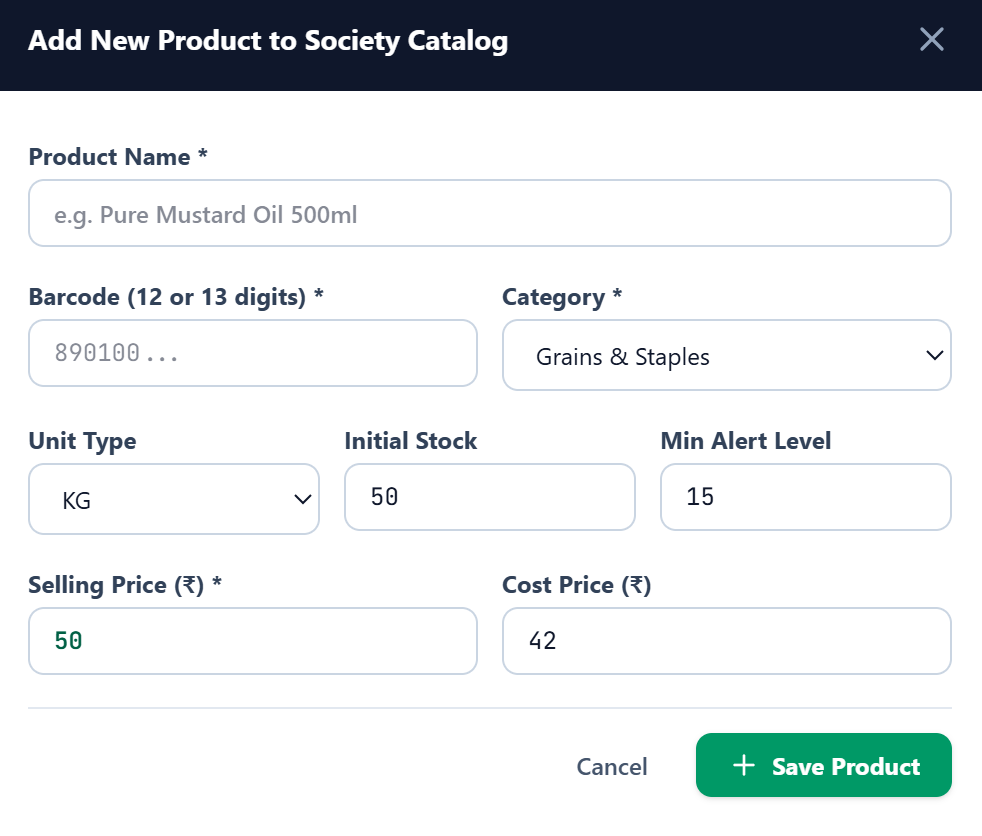 Add New Product to Society Catalog
Product Name *
e.g. Pure Mustard Oil 500ml
Barcode (12 or 13 digits) * Category *
890100... Grains & Staples
Unit Type Initial Stock Min Alert Level
KG 50 15
Selling Price (₹) * Cost Price (₹)
50 42
Cancel + Save Product